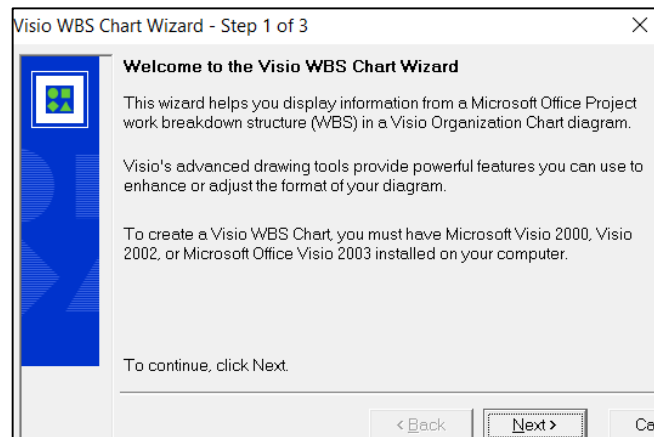 Visio WBS Chart Wizard - Step 1 of 3
Welcome to the Visio WBS Chart Wizard
This wizard helps you display information from a Microsoft Office Project
work breakdown structure (WBS) in a Visio Organization Chart diagram.
Visio's advanced drawing tools provide powerful features you can use to
enhance or adjust the format of your diagram.
To create a Visio WBS Chart, you must have Microsoft Visio 2000, Visio
2002, or Microsoft Office Visio 2003 installed on your computer.
To continue, click Next.
< Back Next > Ca